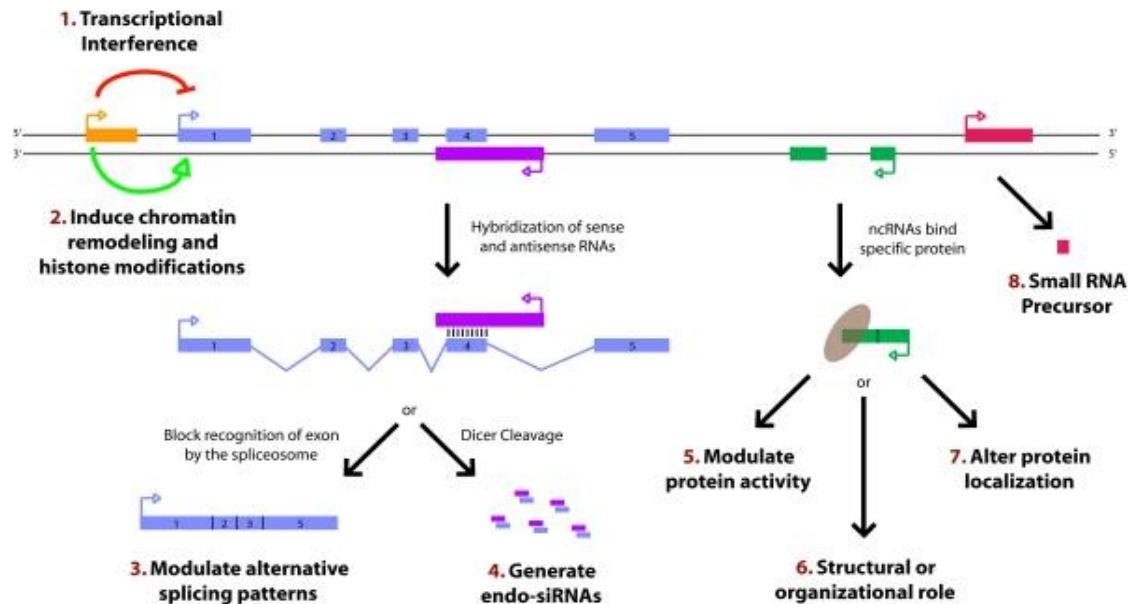 1. Transcriptional
Interference
5'
1
2
3
4
5
3'
3'
5'
2. Induce chromatin
remodeling and
histone modifications
Hybridization of sense
and antisense RNAs
ncRNAs bind
specific protein
8. Small RNA
Precursor
1
2
3
4
5
or
Block recognition of exon
by the spliceosome
Dicer Cleavage
or
5. Modulate
protein activity
7. Alter protein
localization
1
2
3
5
3. Modulate alternative
splicing patterns
4. Generate
endo-siRNAs
6. Structural or
organizational role